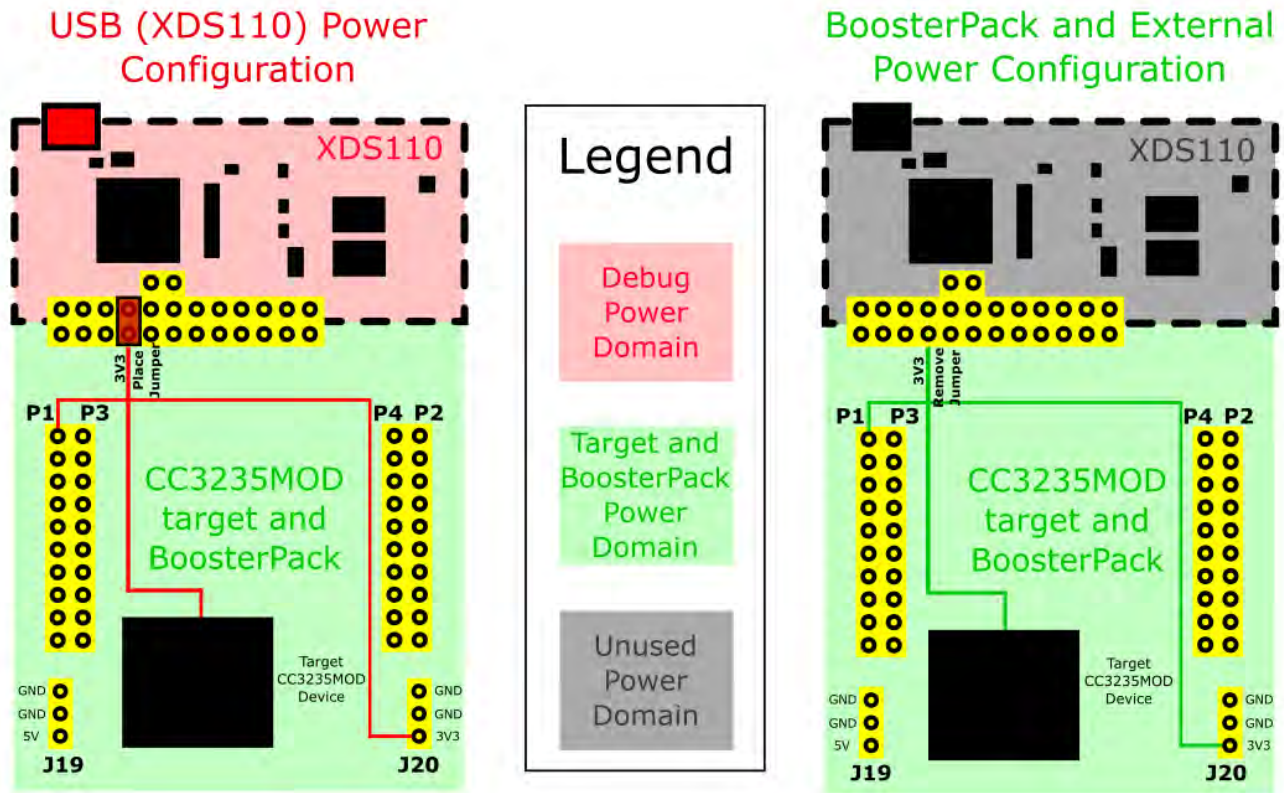 USB (XDS110) Power
Configuration
XDS110
3V3
Place
Jumper
P1 P3
P4 P2
CC3235MOD
target and
BoosterPack
Target
CC3235MOD
Device
GND
GND
5V
J19
GND
GND
3V3
J20
Legend
Debug
Power
Domain
Target and
BoosterPack
Power
Domain
Unused
Power
Domain
BoosterPack and External
Power Configuration
XDS110
3V3
Remove
Jumper
P1 P3
P4 P2
CC3235MOD
target and
BoosterPack
Target
CC3235MOD
Device
GND
GND
5V
J19
GND
GND
3V3
J20